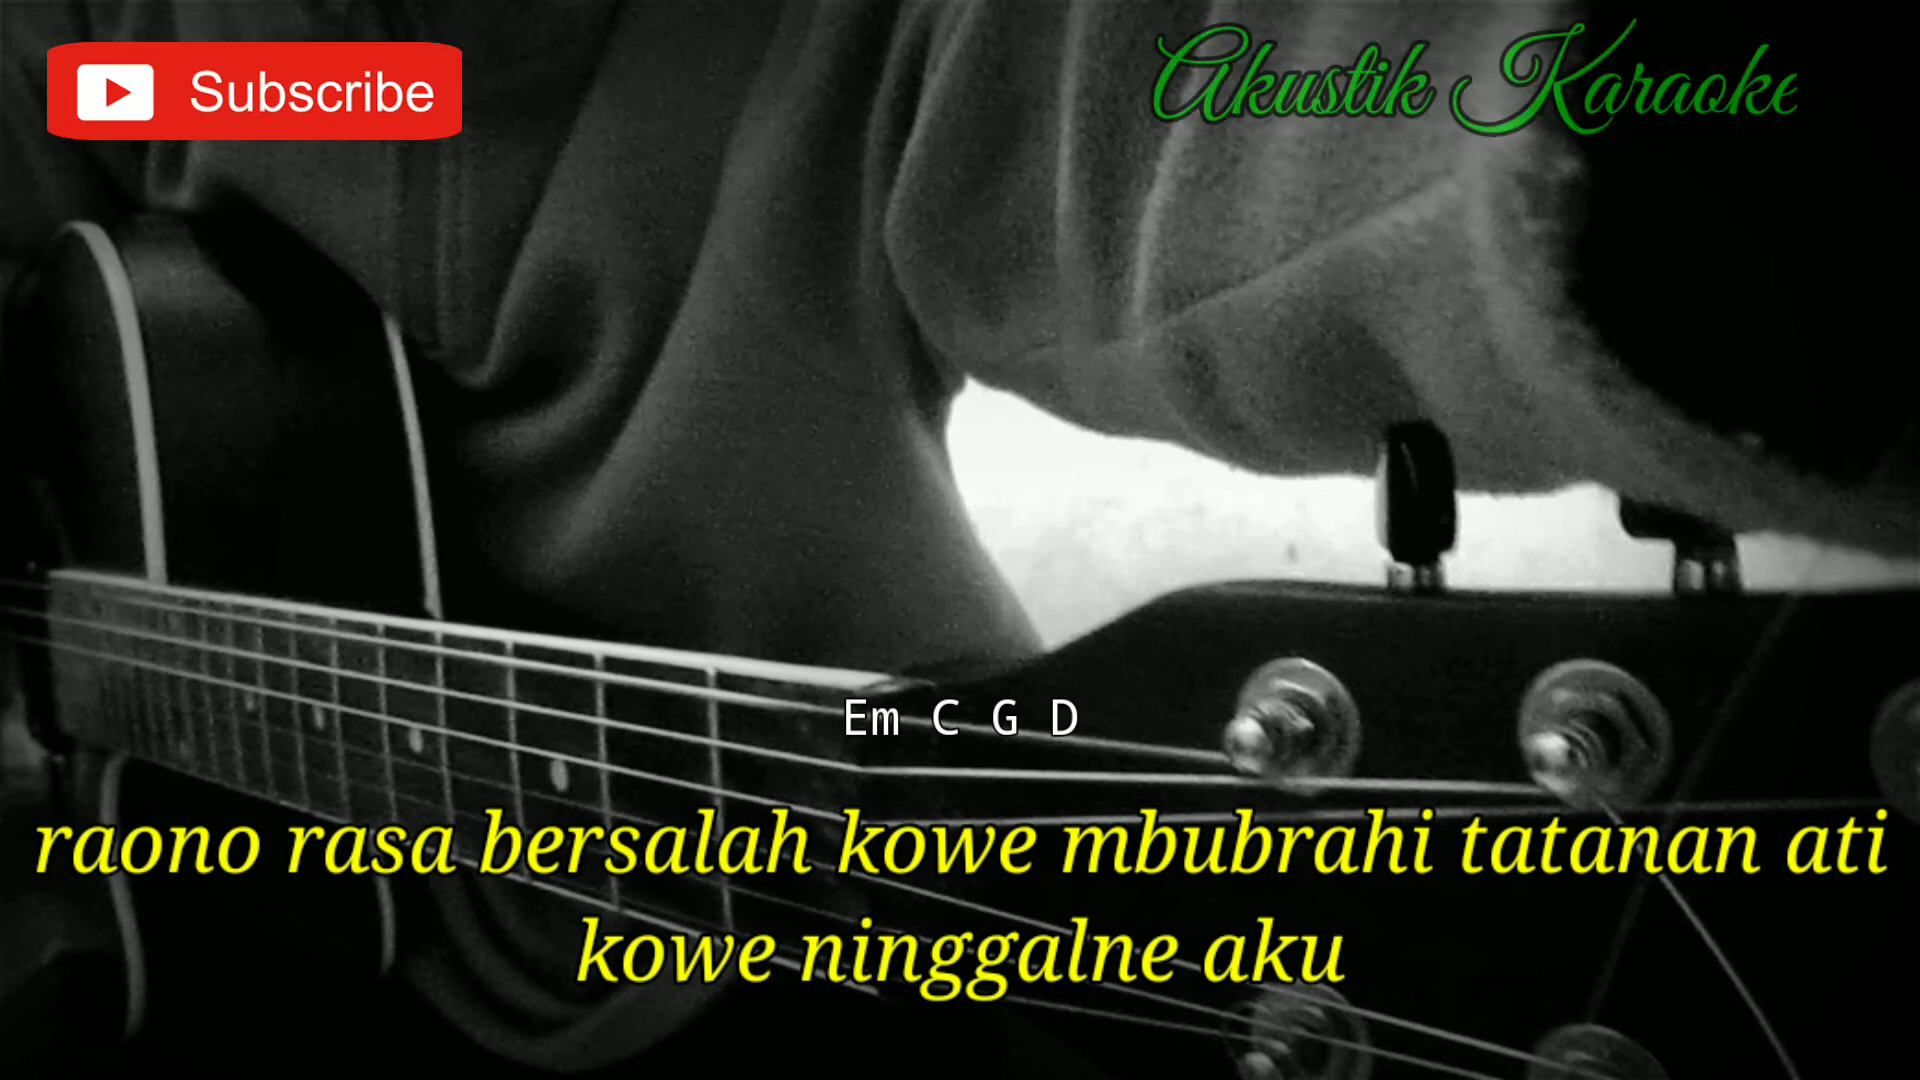 Subscribe
Akustik Karaoke
Em C G D
raono rasa bersalah kowe mbubrahi tatanan ati
kowe ninggalne aku